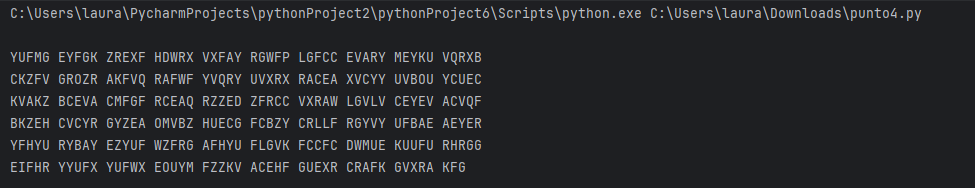 C:\Users\laura\PycharmProjects\pythonProject2\pythonProject6\Scripts\python.exe C:\Users\laura\Downloads\punto4.py
YUFMG EYFGK ZREXF HDWRX VXFAY RGWFP LGFCC EVARY MEYKU VQRXB
CKZFV GROZR AKFVQ RAFWF YVQRY UVXRX RACEA XVCYY UVBOU YCUEC
KVAKZ BCEVA CMFGF RCEAQ RZZED ZFRCC VXRAW LGVLV CEYEV ACVQF
BKZEH CVCYR GYZEA OMVBZ HUECG FCBZY CRLLF RGYVY UFBAE AEYER
YFHYU RYBAY EZYUF WZFRG AFHYU FLGVK FCCFC DWMUE KUUFU RHRGG
EIFHR YYUFX YUFWX EOUYM FZZKV ACEHF GUEXR CRAFK GVXRA KFG